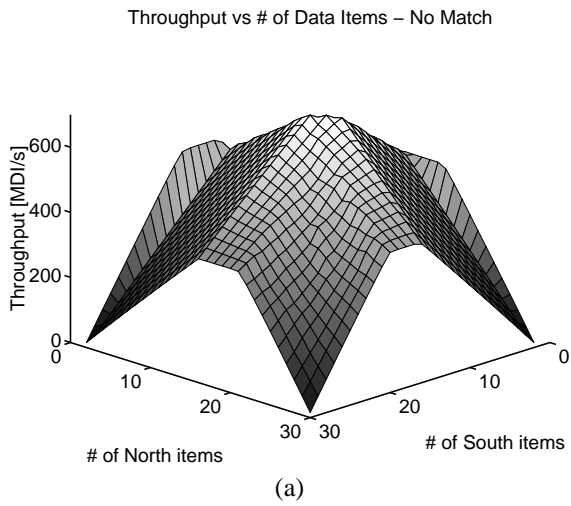 Throughput vs # of Data Items – No Match
Throughput [MDI/s]
600
400
200
0
0
10
20
30
30
20
10
0
# of North items
# of South items
(a)